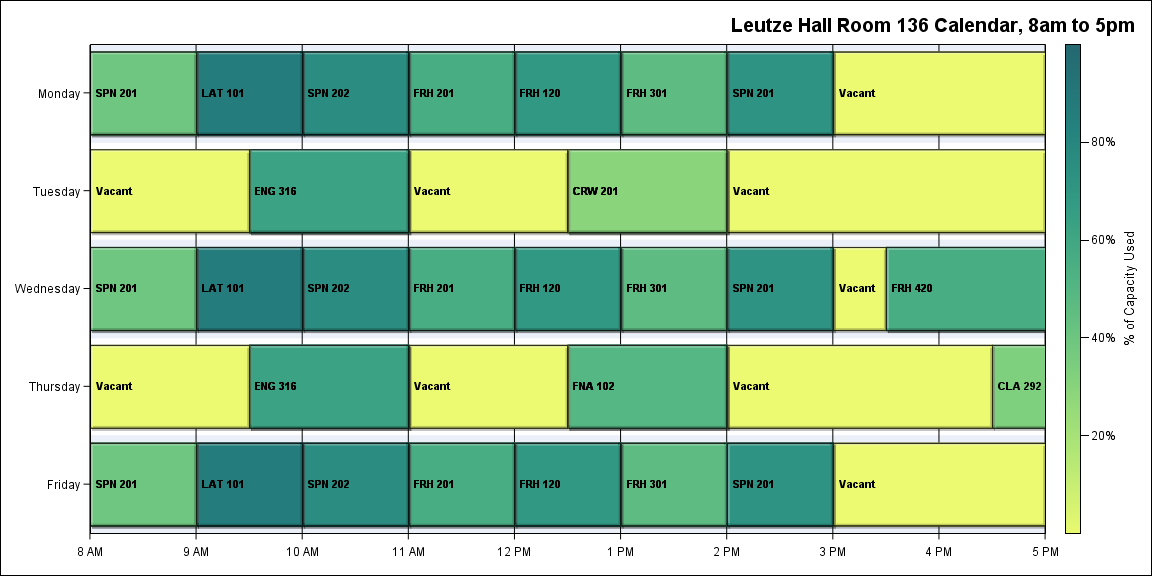 Leutze Hall Room 136 Calendar, 8am to 5pm
Monday
SPN 201 LAT 101 SPN 202 FRH 201 FRH 120 FRH 301 SPN 201 Vacant
Tuesday
Vacant ENG 316 Vacant CRW 201 Vacant
Wednesday
SPN 201 LAT 101 SPN 202 FRH 201 FRH 120 FRH 301 SPN 201 Vacant FRH 420
Thursday
Vacant ENG 316 Vacant FNA 102 Vacant CLA 292
Friday
SPN 201 LAT 101 SPN 202 FRH 201 FRH 120 FRH 301 SPN 201 Vacant
8 AM 9 AM 10 AM 11 AM 12 PM 1 PM 2 PM 3 PM 4 PM 5 PM
80%
60%
40%
20%
% of Capacity Used